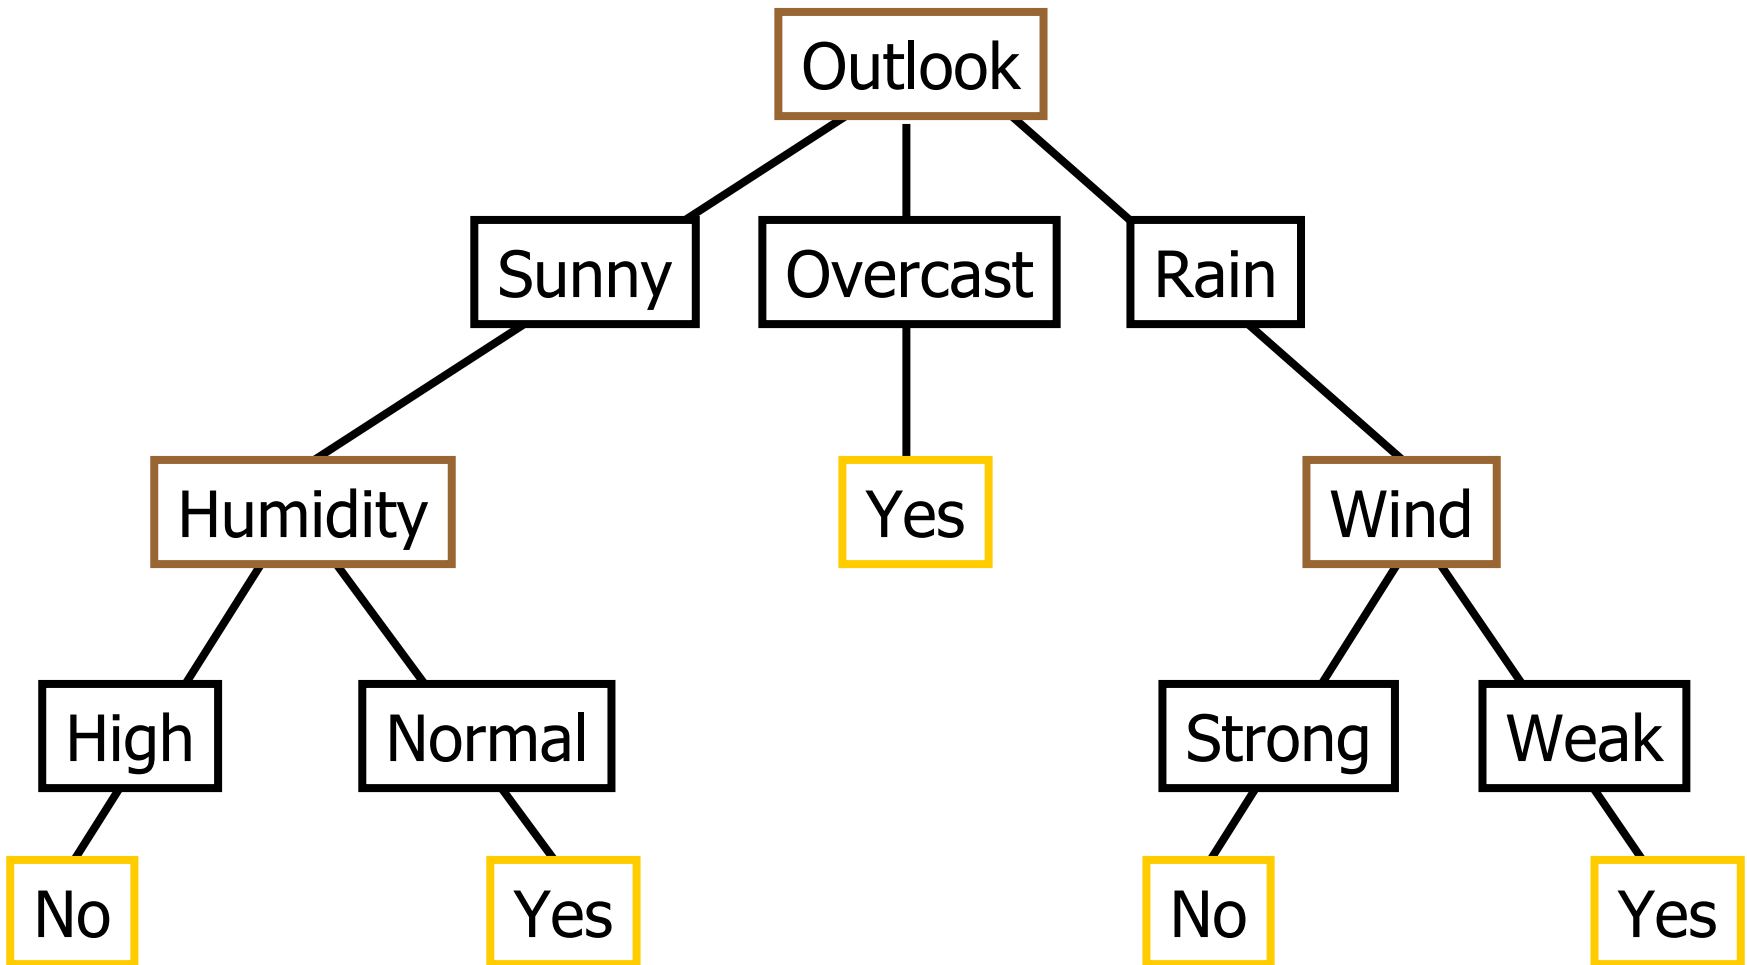 Outlook
Sunny Overcast Rain
Humidity Yes Wind
High Normal Strong Weak
No Yes No Yes